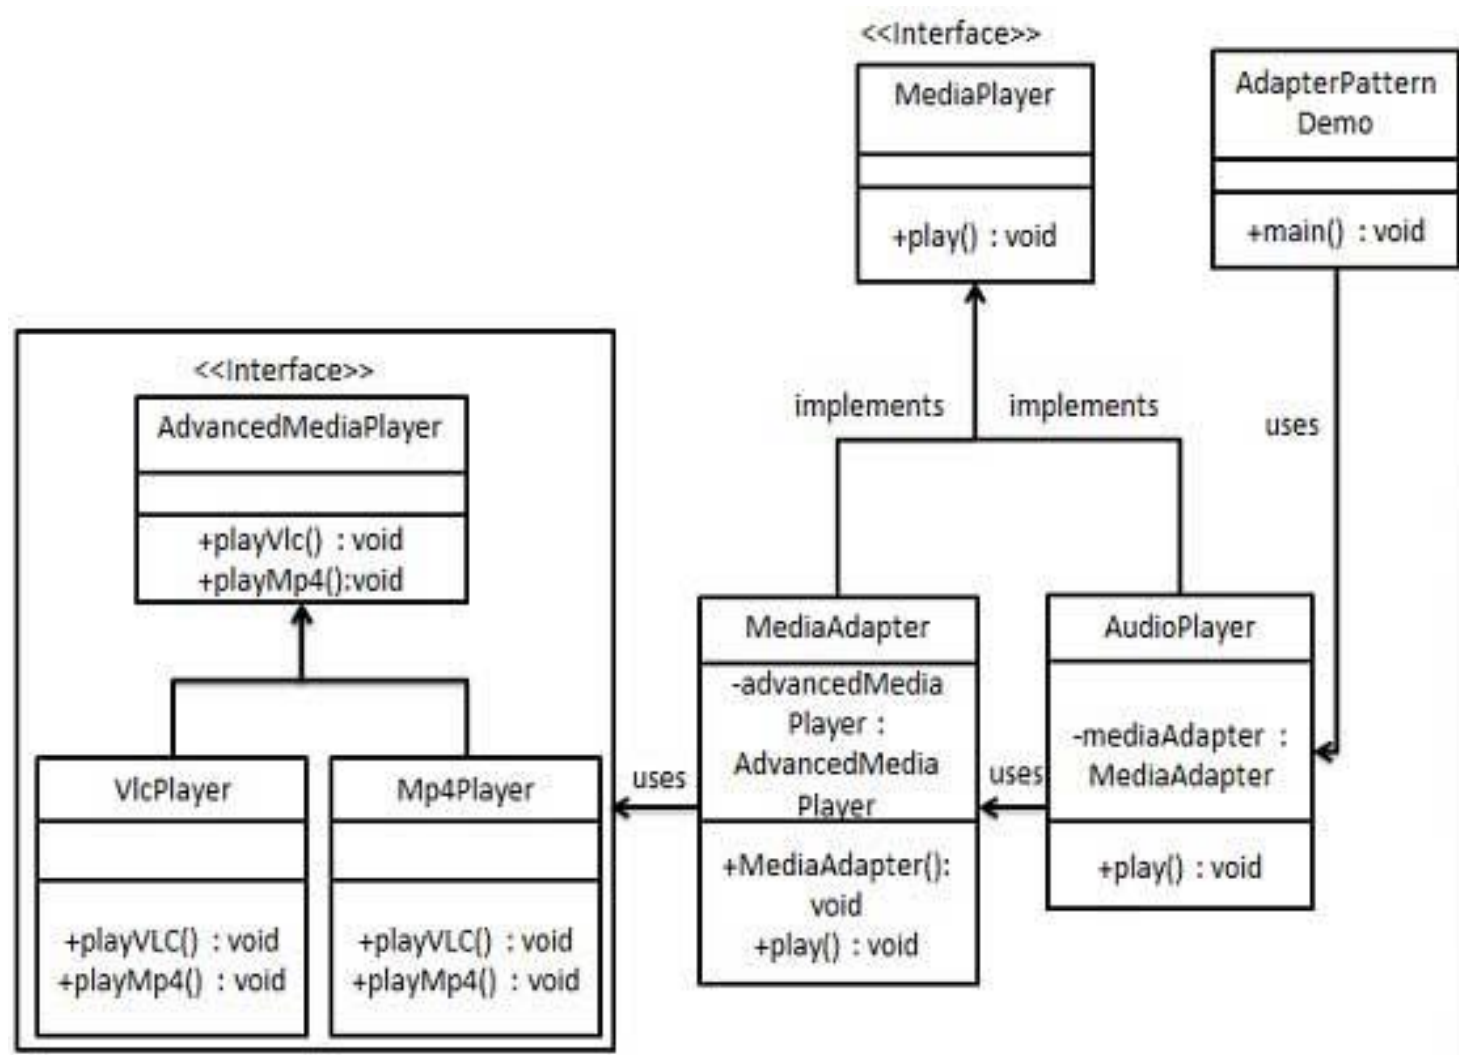 <<Interface>>
MediaPlayer
+play() : void
AdapterPattern
Demo
+main() : void
implements
implements
uses
<<Interface>>
AdvancedMediaPlayer
+playVlc() : void
+playMp4():void
VlcPlayer
+playVLC() : void
+playMp4() : void
Mp4Player
+playVLC() : void
+playMp4() : void
uses
MediaAdapter
-advancedMedia
Player :
AdvancedMedia
Player
+MediaAdapter():
void
+play() : void
uses
AudioPlayer
-mediaAdapter :
MediaAdapter
+play() : void